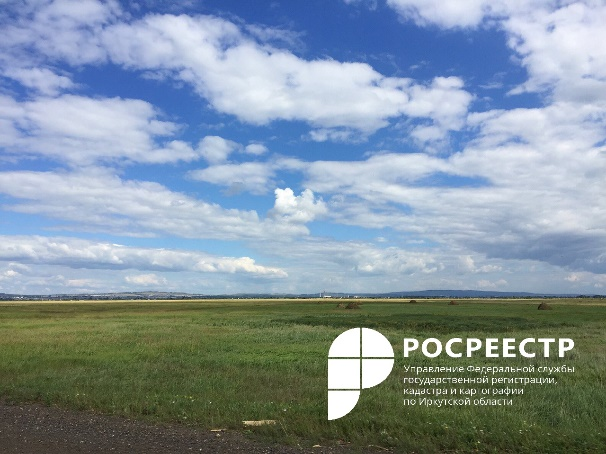 РОСРЕЕСТР
Управление Федеральной службы
государственной регистрации,
кадастра и картографии
по Иркутской области